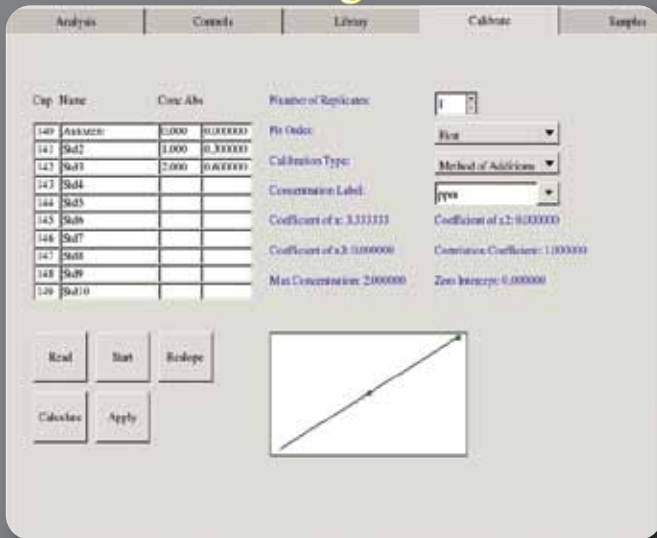 Analysis Controls Library Calibrate Samples
Cup Name Conc Abs
140 Autozero 0.000 0.000000
141 Std2 1.000 0.300000
142 Std3 2.000 0.600000
143 Std4
144 Std5
145 Std6
146 Std7
147 Std8
148 Std9
149 Std10
Number of Replicates: 1
Fit Order: First
Calibration Type: Method of Additions
Concentration Label: ppm
Coefficient of x: 3.333333 Coefficient of x2: 0.000000
Coefficient of x3: 0.000000 Correlation Coefficient: 1.000000
Max Concentration: 2.000000 Zero Intercept: 0.000000
Read Start Reslope
Calculate Apply